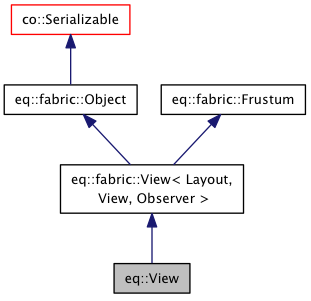 co::Serializable
eq::fabric::Object
eq::fabric::Frustum
eq::fabric::View< Layout,
View, Observer >
eq::View